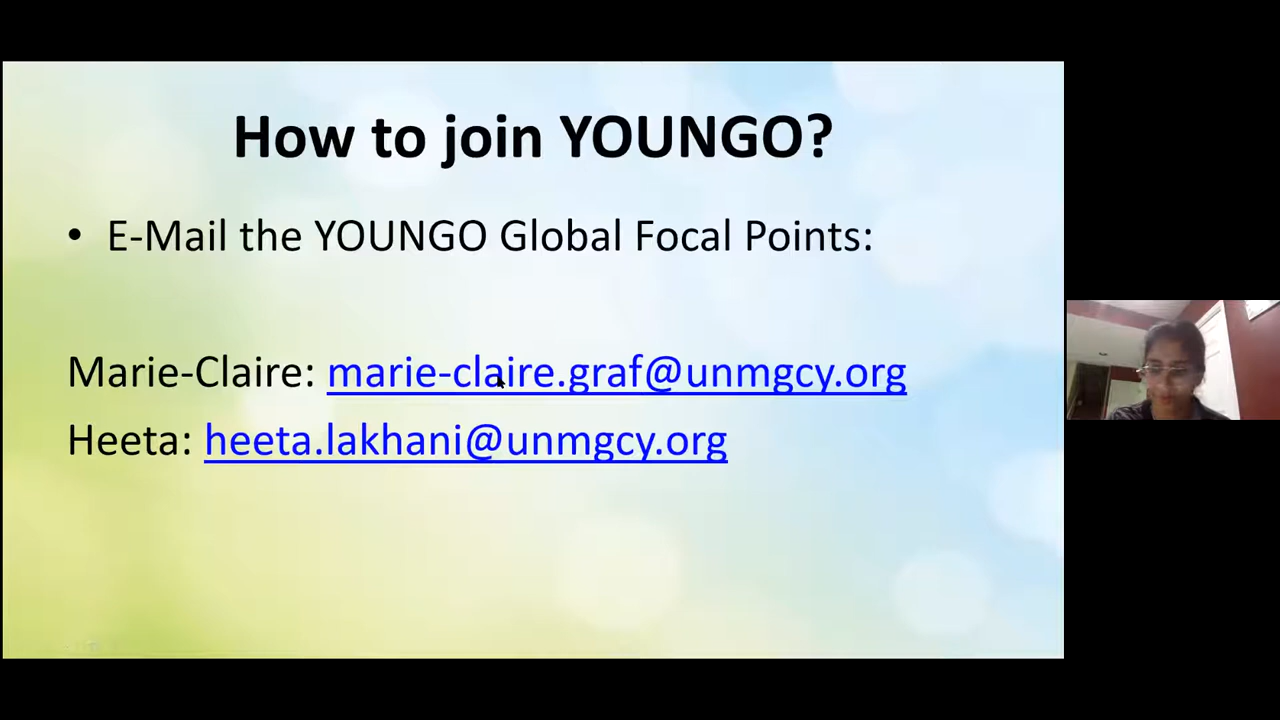 How to join YOUNGO?
• E-Mail the YOUNGO Global Focal Points:
Marie-Claire: marie-claire.graf@unmgcy.org
Heeta: heeta.lakhani@unmgcy.org